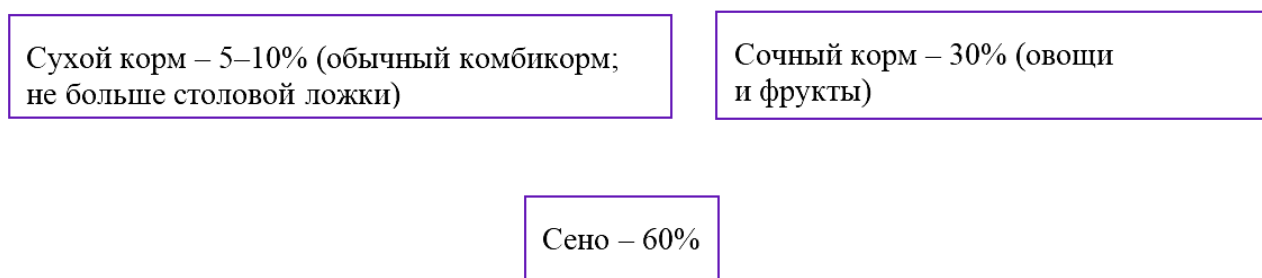 Сухой корм – 5–10% (обычный комбикорм;
не больше столовой ложки)
Сочный корм – 30% (овощи
и фрукты)
Сено – 60%